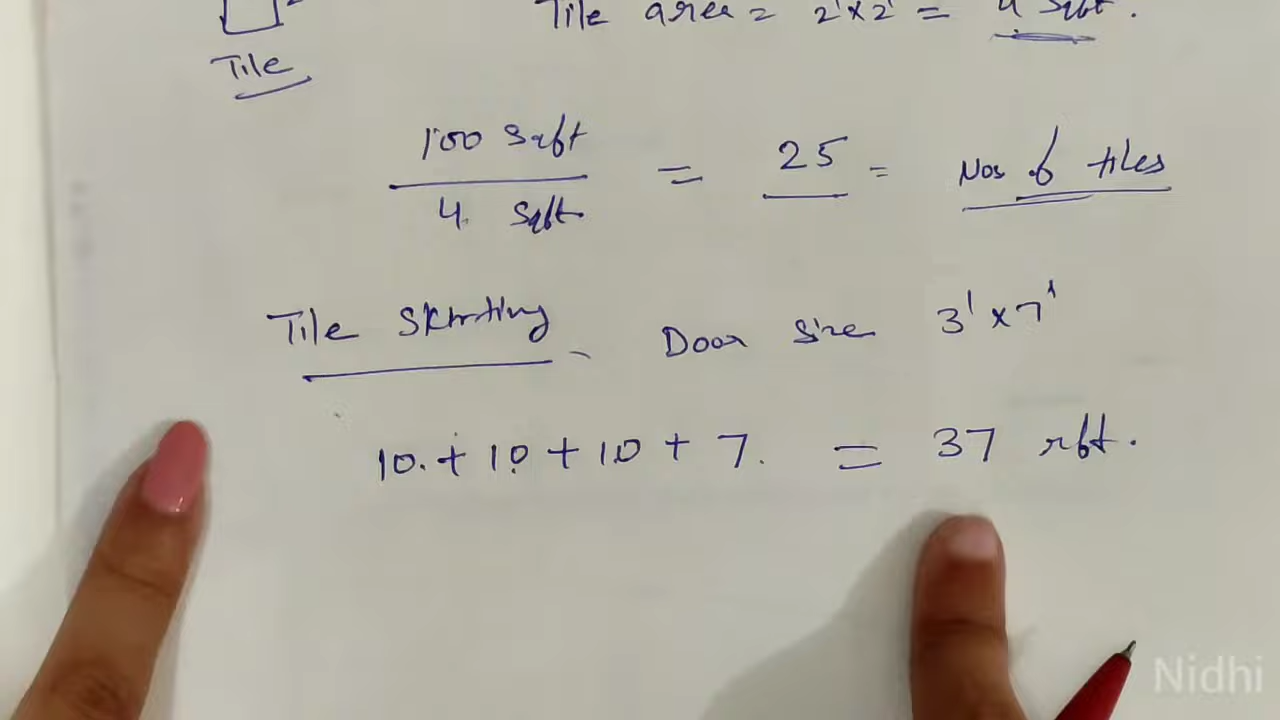 Tile area = 2'x2' = 4 Sqft.
Tile
100 Sqft
4. Sqft.
= 25 = Nos of tiles
Tile Skirting - Door Size 3' x 7'
10. + 10 + 10 + 7. = 37 rft.
Nidhi